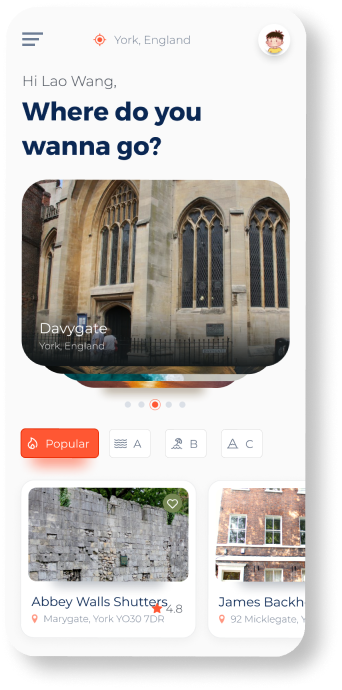 York, England
Hi Lao Wang,
Where do you
wanna go?
Davygate
York, England
Popular
A
B
C
Abbey Walls Shutters
4.8
Marygate, York YO30 7DR
James Backh
92 Micklegate, Y